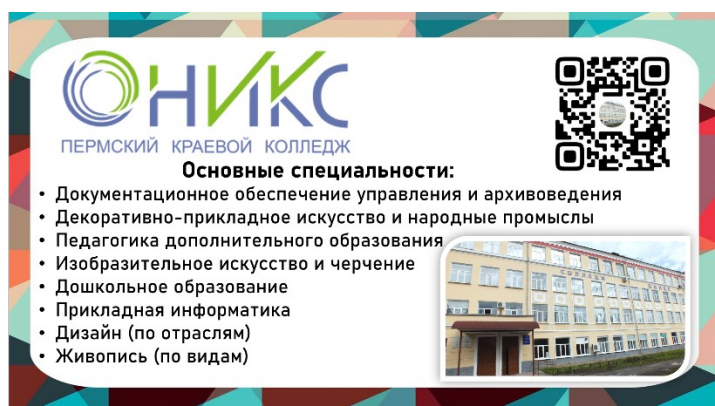 ОНИКС
ПЕРМСКИЙ КРАЕВОЙ КОЛЛЕДЖ
Основные специальности:
• Документационное обеспечение управления и архивоведения
• Декоративно-прикладное искусство и народные промыслы
• Педагогика дополнительного образования
• Изобразительное искусство и черчение
• Дошкольное образование
• Прикладная информатика
• Дизайн (по отраслям)
• Живопись (по видам)